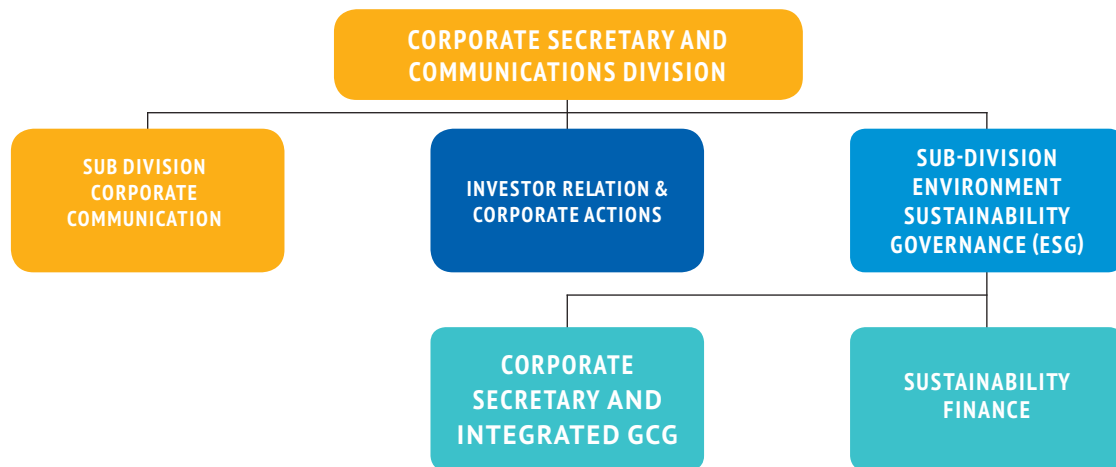 CORPORATE SECRETARY AND
COMMUNICATIONS DIVISION
SUB DIVISION
CORPORATE
COMMUNICATION
INVESTOR RELATION &
CORPORATE ACTIONS
SUB-DIVISION
ENVIRONMENT
SUSTAINABILITY
GOVERNANCE (ESG)
CORPORATE
SECRETARY AND
INTEGRATED GCG
SUSTAINABILITY
FINANCE